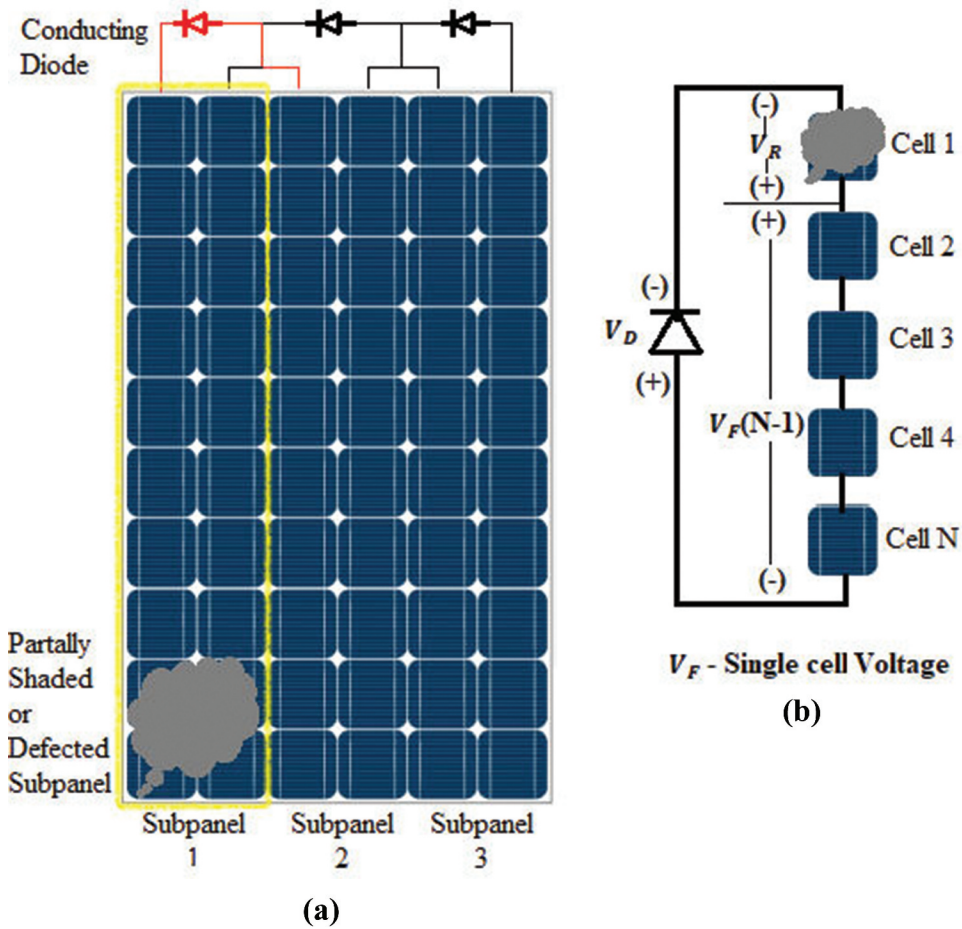 Conducting
Diode
Partially
Shaded
or
Defected
Subpanel
Subpanel
1
Subpanel
2
Subpanel
3
(a)
(-)
V_R
(+)
(+)
Cell 1
Cell 2
(-)
V_D
(+)
Cell 3
V_F(N-1)
Cell 4
Cell N
(-)
V_F - Single cell Voltage
(b)